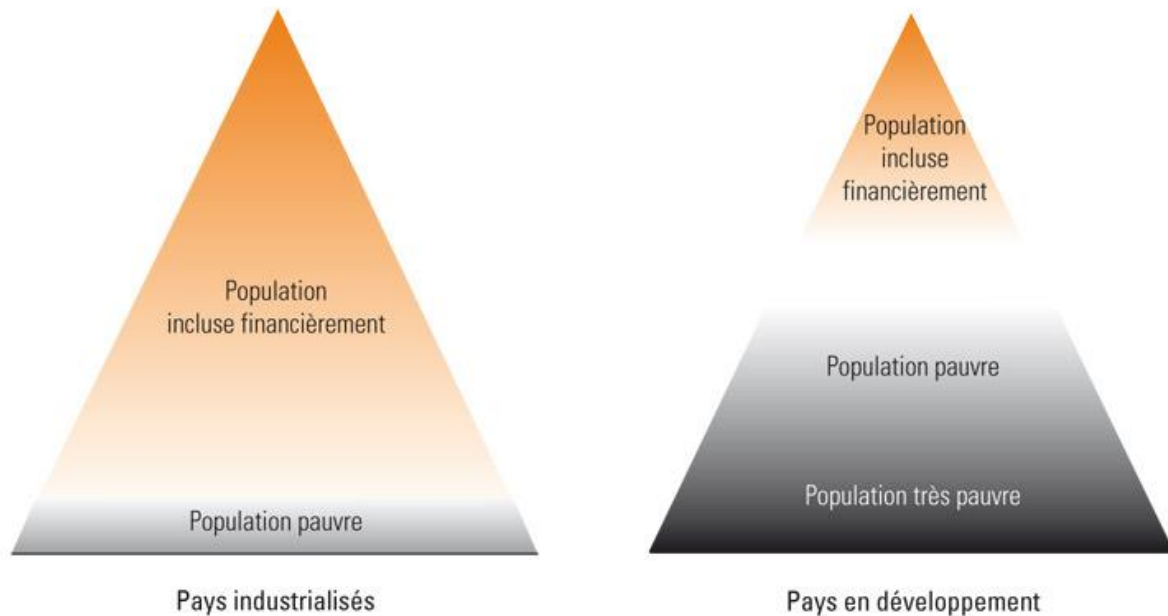 Population
incluse financièrement
Population pauvre
Pays industrialisés
Population
incluse
financièrement
Population pauvre
Population très pauvre
Pays en développement